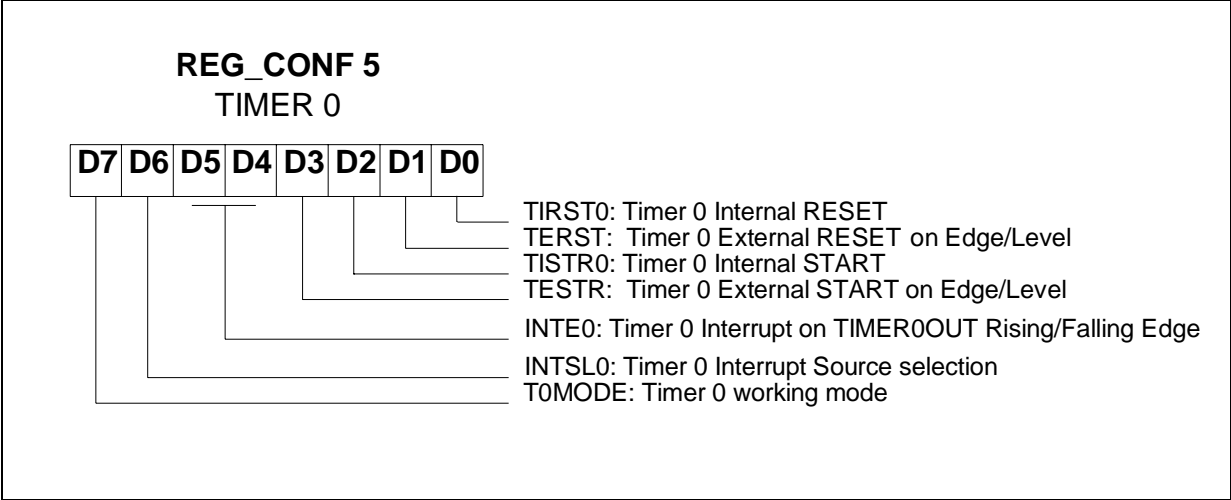 REG_CONF 5
TIMER 0
D7 D6 D5 D4 D3 D2 D1 D0
TIRST0: Timer 0 Internal RESET
TERST: Timer 0 External RESET on Edge/Level
TISTR0: Timer 0 Internal START
TESTR: Timer 0 External START on Edge/Level
INTE0: Timer 0 Interrupt on TIMER0OUT Rising/Falling Edge
INTSL0: Timer 0 Interrupt Source selection
T0MODE: Timer 0 working mode